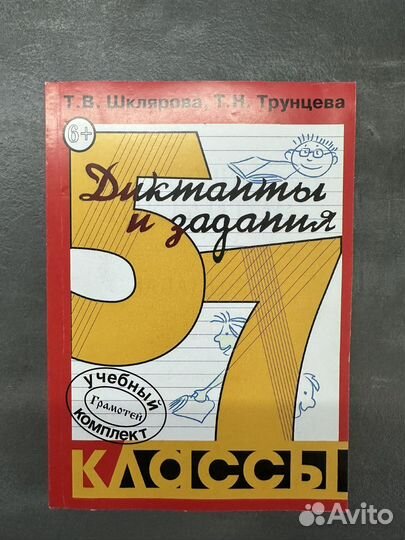 Т.В. Шклярова, Т.Н. Трунцева
6+
Диктанты
и задания
5-7
учебный
Грамотей
комплект
КЛАССЫ
Avito